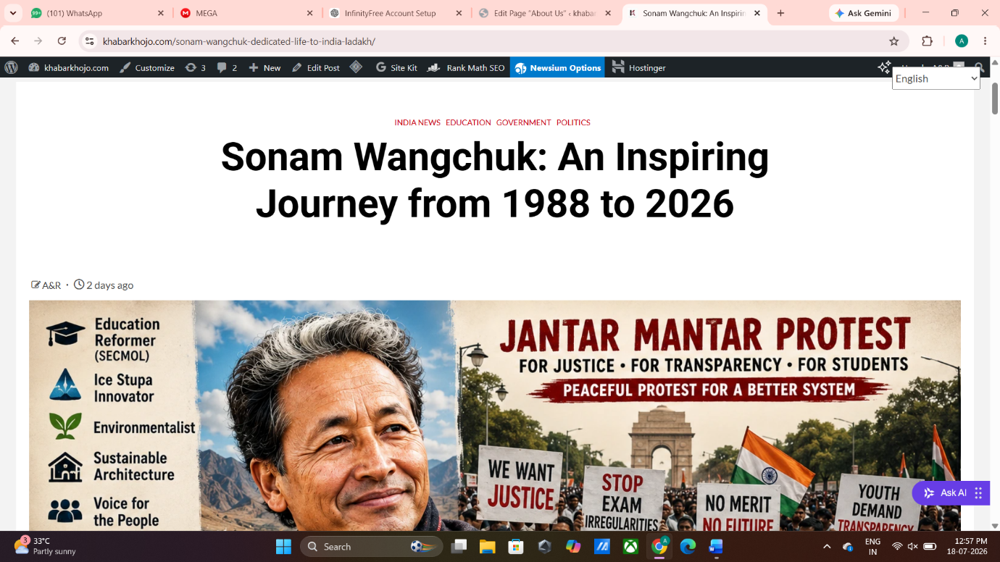 99+
(101) WhatsApp
MEGA
InfinityFree Account Setup
Edit Page "About Us" ‹ khabar
Sonam Wangchuk: An Inspirin
Ask Gemini
khabarkhojo.com/sonam-wangchuk-dedicated-life-to-india-ladakh/
A
khabarkhojo.com
Customize
3
2
New
Edit Post
Site Kit
Rank Math SEO
Newsium Options
Hostinger
English
INDIA NEWS EDUCATION GOVERNMENT POLITICS
Sonam Wangchuk: An Inspiring
Journey from 1988 to 2026
A&R · 2 days ago
Education
Reformer
(SECMOL)
Ice Stupa
Innovator
Environmentalist
Sustainable
Architecture
Voice for
the People
JANTAR MANTAR PROTEST
FOR JUSTICE • FOR TRANSPARENCY • FOR STUDENTS
PEACEFUL PROTEST FOR A BETTER SYSTEM
WE WANT
JUSTICE
STOP
EXAM
IRREGULARITIES
NO MERIT
NO FUTURE
YOUTH
DEMAND
TRANSPARENCY
Ask AI
3
33°C
Partly sunny
Search
ENG
IN
12:57 PM
18-07-2026